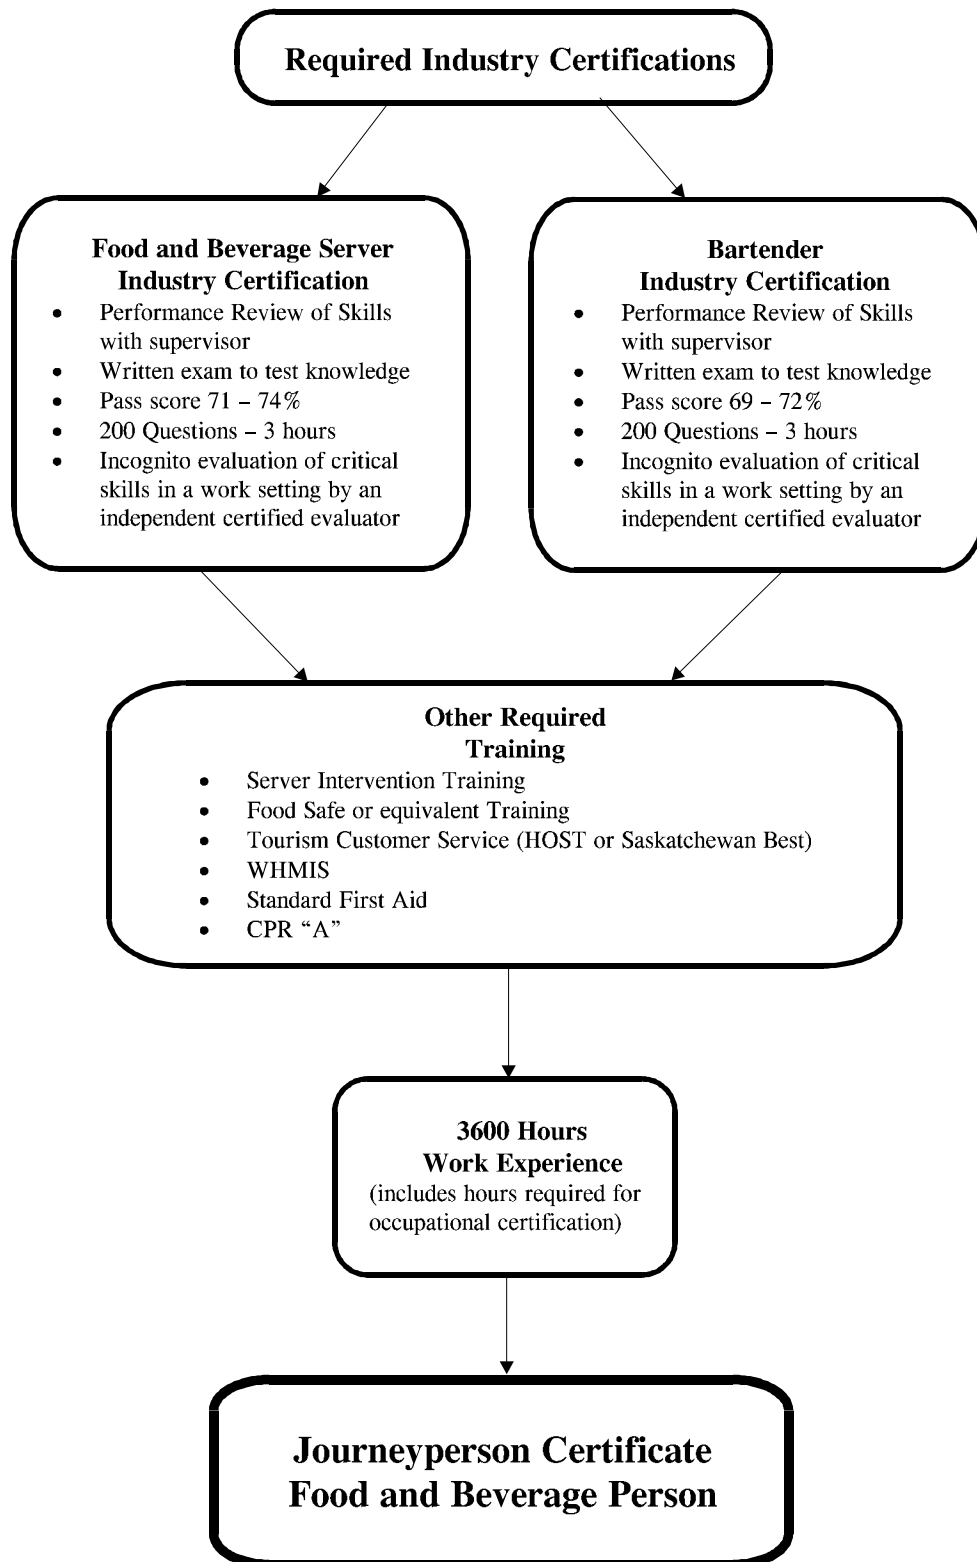 Required Industry Certifications
Food and Beverage Server
Industry Certification
• Performance Review of Skills
with supervisor
• Written exam to test knowledge
• Pass score 71 – 74%
• 200 Questions – 3 hours
• Incognito evaluation of critical
skills in a work setting by an
independent certified evaluator
Bartender
Industry Certification
• Performance Review of Skills
with supervisor
• Written exam to test knowledge
• Pass score 69 – 72%
• 200 Questions – 3 hours
• Incognito evaluation of critical
skills in a work setting by an
independent certified evaluator
Other Required
Training
• Server Intervention Training
• Food Safe or equivalent Training
• Tourism Customer Service (HOST or Saskatchewan Best)
• WHMIS
• Standard First Aid
• CPR “A”
3600 Hours
Work Experience
(includes hours required for
occupational certification)
Journeyperson Certificate
Food and Beverage Person